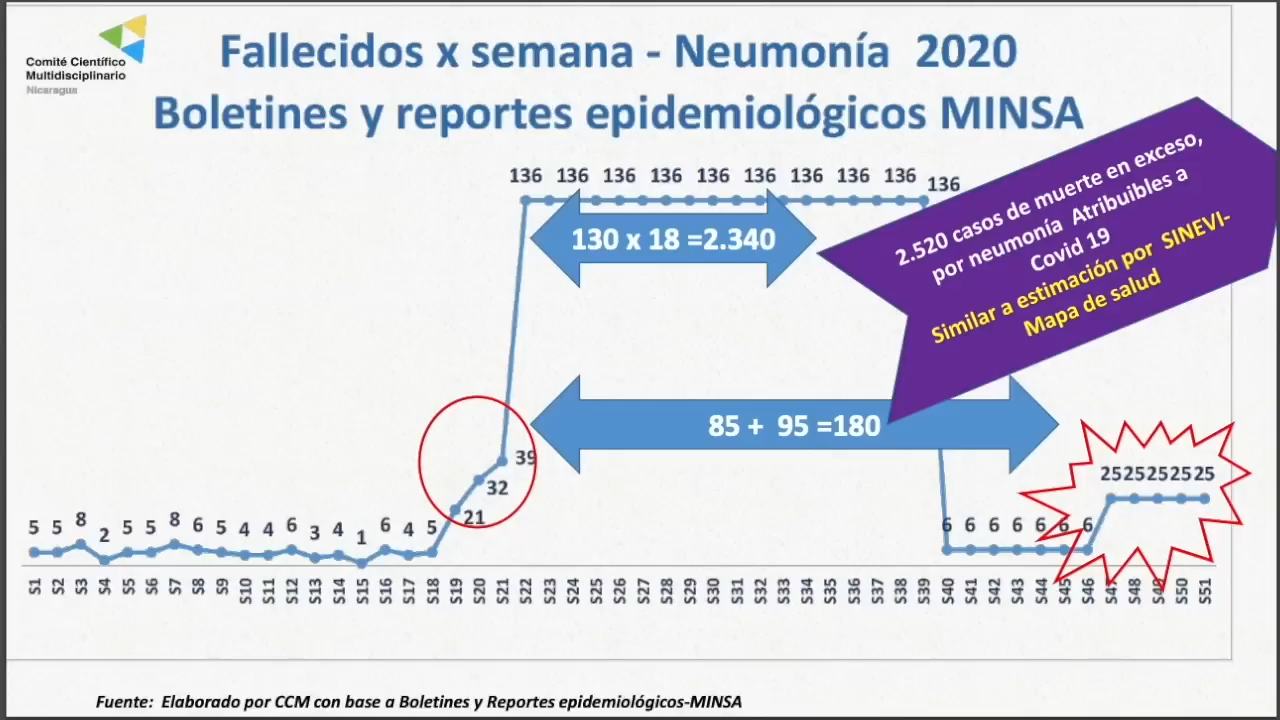 Comité Científico
Multidisciplinario
Nicaragua
Fallecidos x semana - Neumonía 2020
Boletines y reportes epidemiológicos MINSA
136 136 136 136 136 136 136 136 136 136
130 x 18 =2.340
2.520 casos de muerte en exceso,
por neumonía Atribuibles a
Covid 19
Similar a estimación por SINEVI-
Mapa de salud
85 + 95 =180
39
32
21
5 5 8 2 5 5 8 6 5 4 4 6 3 4 1 6 4 5
6 6 6 6 6 6 6
25 25 25 25 25
S1 S2 S3 S4 S5 S6 S7 S8 S9 S10 S11 S12 S13 S14 S15 S16 S17 S18 S19 S20 S21 S22 S23 S24 S25 S26 S27 S28 S29 S30 S31 S32 S33 S34 S35 S36 S37 S38 S39 S40 S41 S42 S43 S44 S45 S46 S47 S48 S49 S50 S51
Fuente: Elaborado por CCM con base a Boletines y Reportes epidemiológicos-MINSA